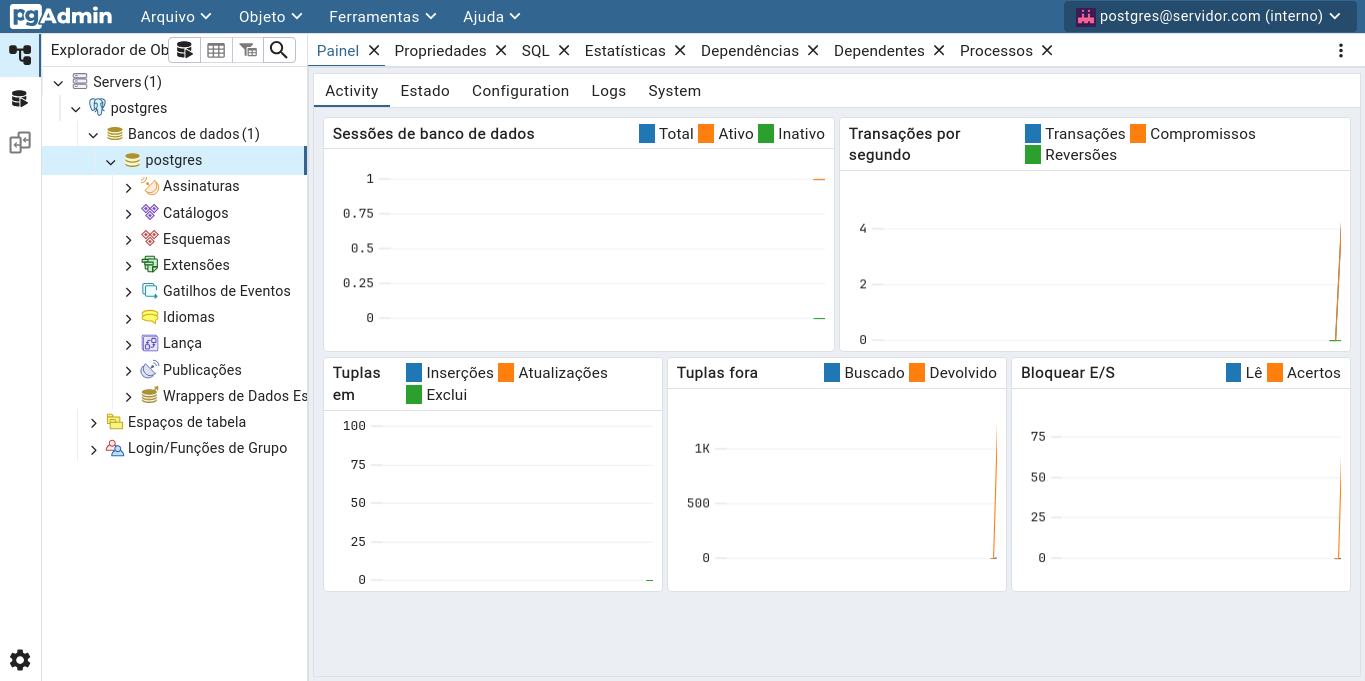 pgAdmin Arquivo Objeto Ferramentas Ajuda postgres@servidor.com (interno)
Explorador de Ob
Painel Propriedades SQL Estatísticas Dependências Dependentes Processos
Servers (1)
postgres
Bancos de dados (1)
postgres
Assinaturas
Catálogos
Esquemas
Extensões
Gatilhos de Eventos
Idiomas
Lança
Publicações
Wrappers de Dados Es
Espaços de tabela
Login/Funções de Grupo
Activity Estado Configuration Logs System
Sessões de banco de dados Total Ativo Inativo
1
0.75
0.5
0.25
0
Transações por
segundo
Transações Compromissos
Reversões
4
2
0
Tuplas
em
Inserções Atualizações
Exclui
100
75
50
25
0
Tuplas fora Buscado Devolvido
1K
500
0
Bloquear E/S Lê Acertos
75
50
25
0